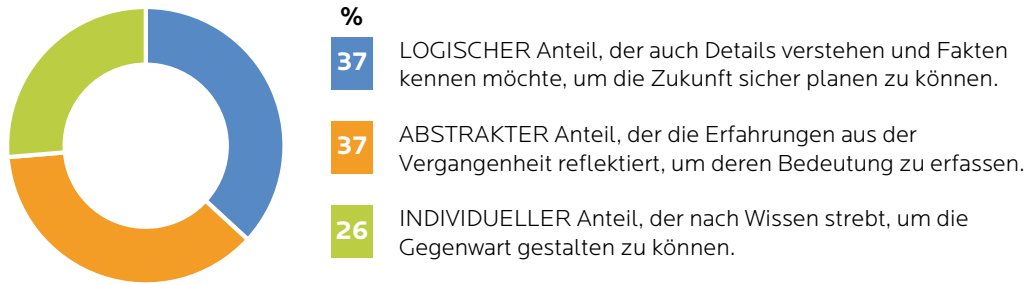 %
37 LOGISCHER Anteil, der auch Details verstehen und Fakten
kennen möchte, um die Zukunft sicher planen zu können.
37 ABSTRAKTER Anteil, der die Erfahrungen aus der
Vergangenheit reflektiert, um deren Bedeutung zu erfassen.
26 INDIVIDUELLER Anteil, der nach Wissen strebt, um die
Gegenwart gestalten zu können.